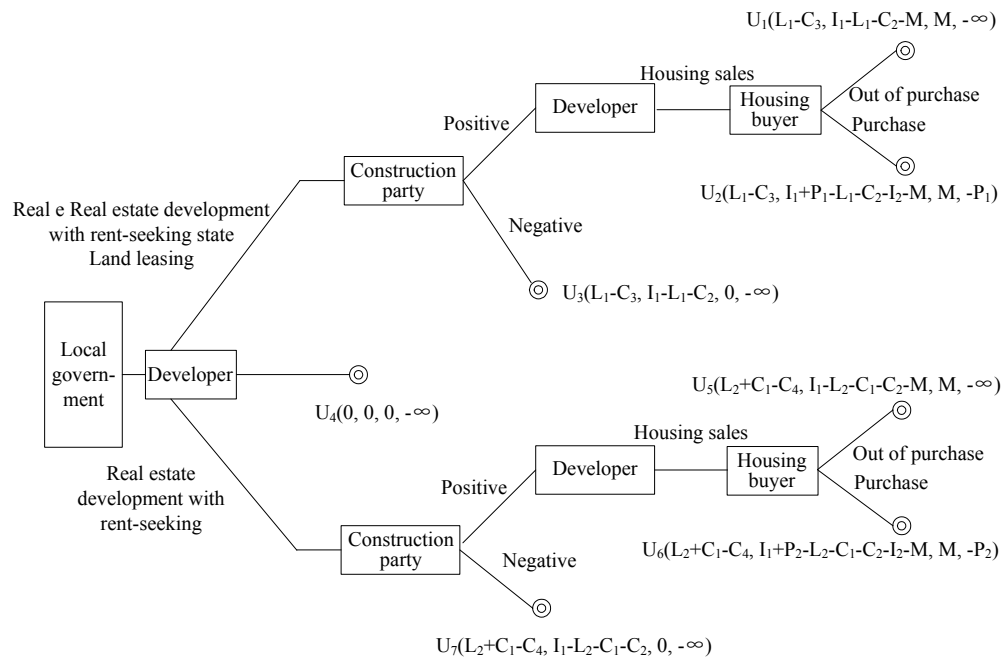 U₁(L₁-C₃, I₁-L₁-C₂-M, M, -∞)
Housing sales
Out of purchase
Developer
Housing
buyer
Positive
Purchase
Construction
party
U₂(L₁-C₃, I₁+P₁-L₁-C₂-I₂-M, M, -P₁)
Real e Real estate development
with rent-seeking state
Land leasing
Negative
U₃(L₁-C₃, I₁-L₁-C₂, 0, -∞)
Local
govern-
ment
Developer
U₄(0, 0, 0, -∞)
U₅(L₂+C₁-C₄, I₁-L₂-C₁-C₂-M, M, -∞)
Housing sales
Out of purchase
Real estate
development with
rent-seeking
Developer
Housing
buyer
Positive
Purchase
Construction
party
U₆(L₂+C₁-C₄, I₁+P₂-L₂-C₁-C₂-I₂-M, M, -P₂)
Negative
U₇(L₂+C₁-C₄, I₁-L₂-C₁-C₂, 0, -∞)